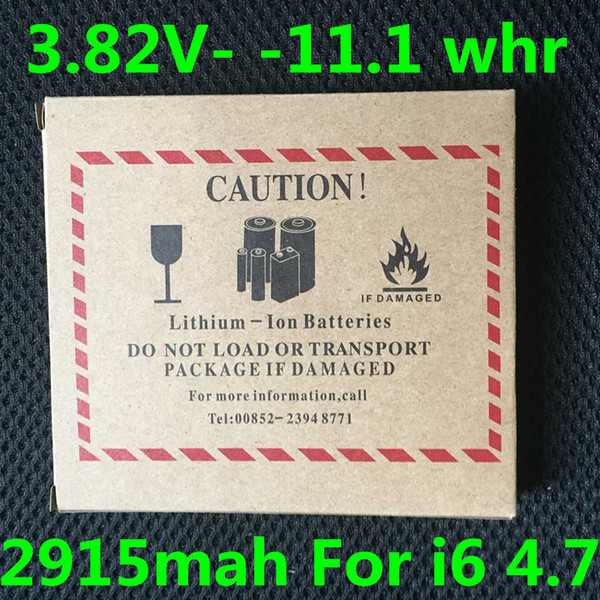 3.82V- -11.1 whr
CAUTION!
IF DAMAGED
Lithium-Ion Batteries
DO NOT LOAD OR TRANSPORT
PACKAGE IF DAMAGED
For more information,call
Tel:00852-2394 8771
2915mah For i6 4.7